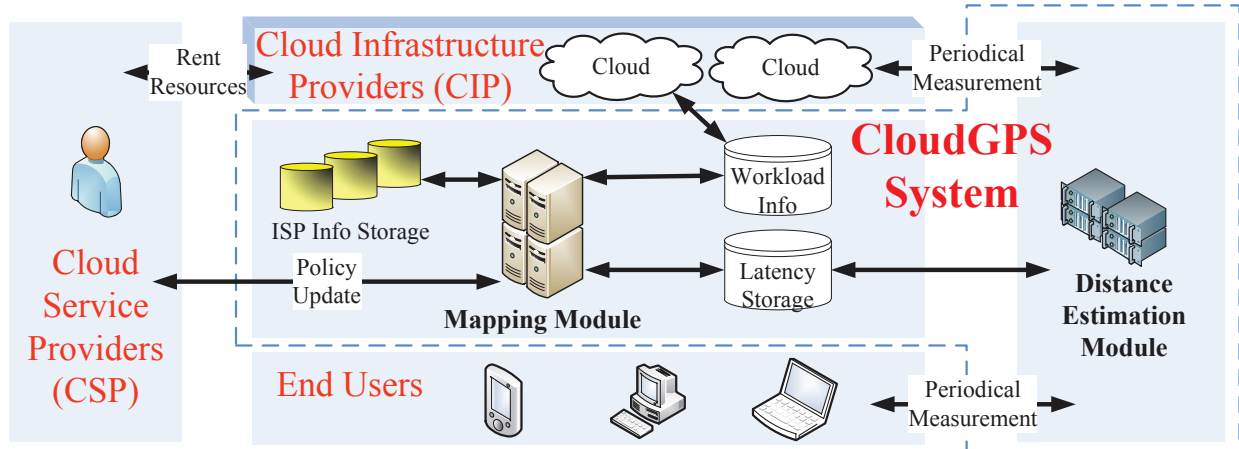 Rent
Resources
Cloud Infrastructure
Providers (CIP)
Cloud
Cloud
Periodical
Measurement
CloudGPS
System
Workload
Info
ISP Info Storage
Cloud
Service
Providers
(CSP)
Policy
Update
Mapping Module
Latency
Storage
Distance
Estimation
Module
End Users
Periodical
Measurement